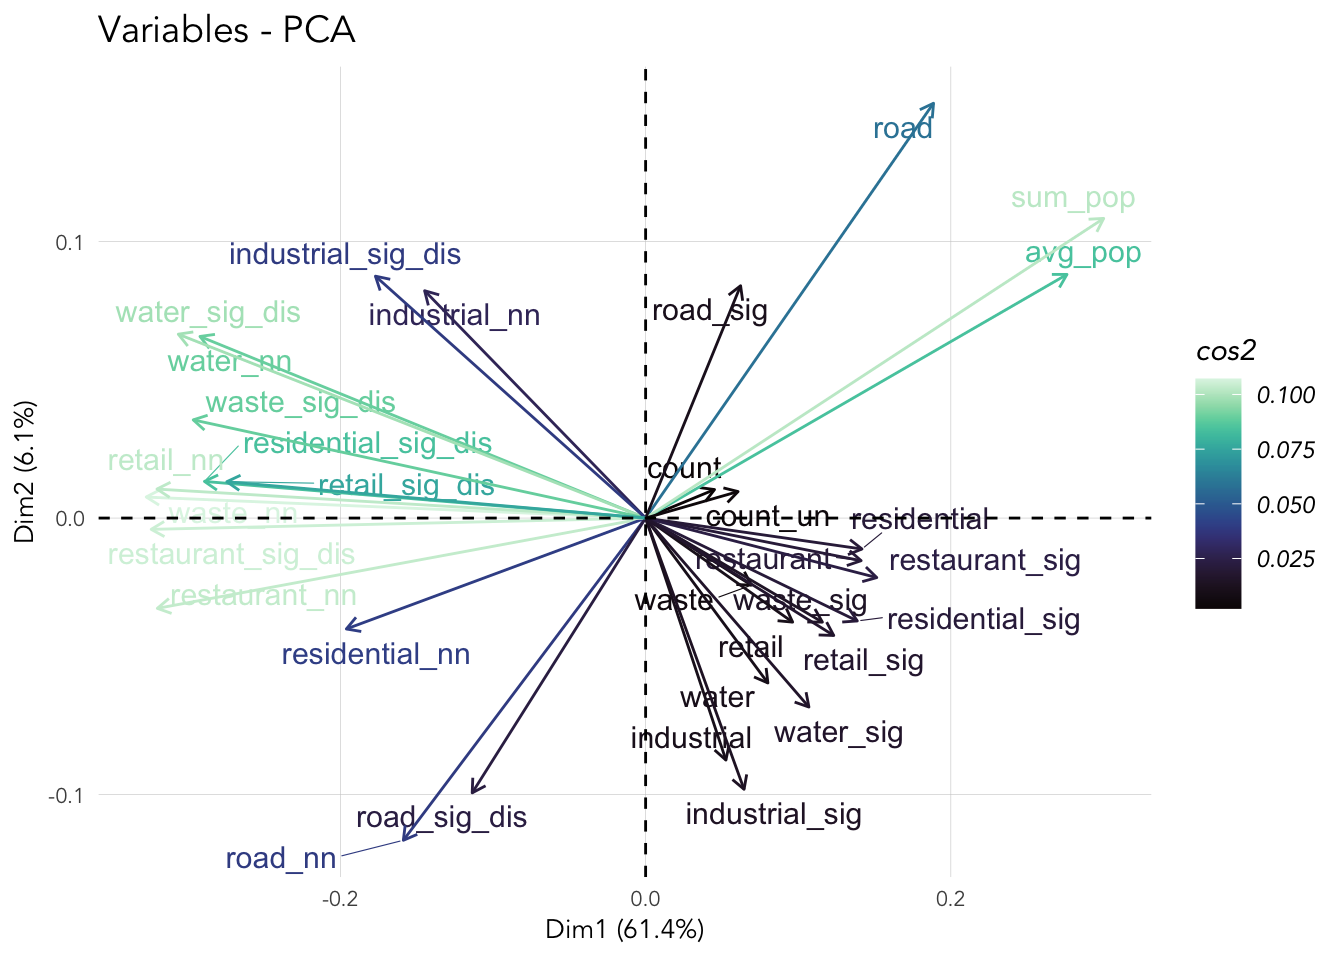 Variables - PCA
road
sum_pop
avg_pop
industrial_sig_dis
road_sig
industrial_nn
water_sig_dis
water_nn
waste_sig_dis
residential_sig_dis
retail_nn
retail_sig_dis
count
waste_nn
count_un
residential
restaurant_sig_dis
restaurant
restaurant_sig
restaurant_nn
waste
waste_sig
residential_sig
residential_nn
retail
retail_sig
water
water_sig
industrial
industrial_sig
road_sig_dis
road_nn
0.1
0.0
-0.1
Dim2 (6.1%)
-0.2
0.0
0.2
Dim1 (61.4%)
cos2
0.100
0.075
0.050
0.025